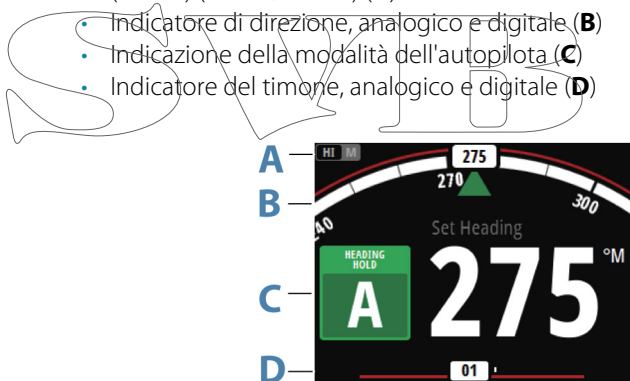 • Indicatore di direzione, analogico e digitale (B)
• Indicazione della modalità dell'autopilota (C)
• Indicatore del timone, analogico e digitale (D)
SVB
A HI M 275
270
B 300
Set Heading
HEADING
HOLD
C A 275 °M
D 01